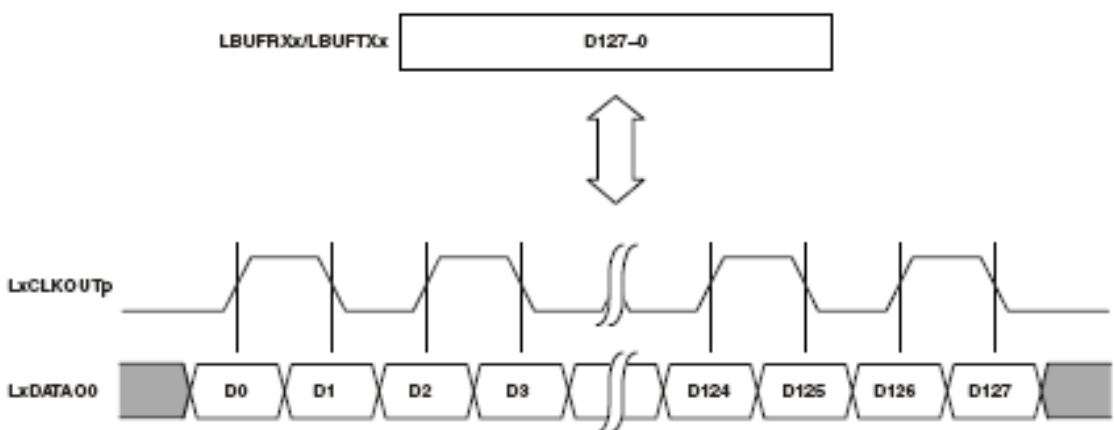 LBUFRXx/LBUFTXx D127–0
LxCLKOUTp
LxDATAO0 D0 D1 D2 D3 D124 D125 D126 D127